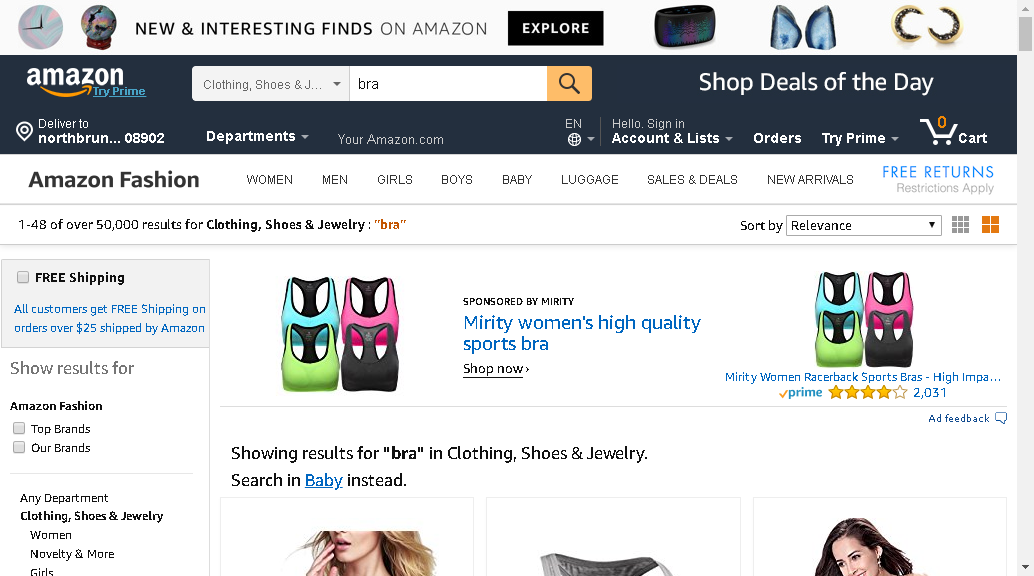 NEW & INTERESTING FINDS ON AMAZON EXPLORE
amazon
Try Prime
Clothing, Shoes & J...
bra
Shop Deals of the Day
Deliver to
northbrun... 08902
Departments
Your Amazon.com
EN
Hello. Sign in
Account & Lists
Orders
Try Prime
0
Cart
Amazon Fashion
WOMEN
MEN
GIRLS
BOYS
BABY
LUGGAGE
SALES & DEALS
NEW ARRIVALS
FREE RETURNS
Restrictions Apply
1-48 of over 50,000 results for Clothing, Shoes & Jewelry : "bra"
Sort by Relevance
FREE Shipping
All customers get FREE Shipping on
orders over $25 shipped by Amazon
Show results for
Amazon Fashion
Top Brands
Our Brands
Any Department
Clothing, Shoes & Jewelry
Women
Novelty & More
Girls
SPONSORED BY MIRITY
Mirity women's high quality
sports bra
Shop now ›
Mirity Women Racerback Sports Bras - High Impa...
prime 2,031
Ad feedback
Showing results for "bra" in Clothing, Shoes & Jewelry.
Search in Baby instead.